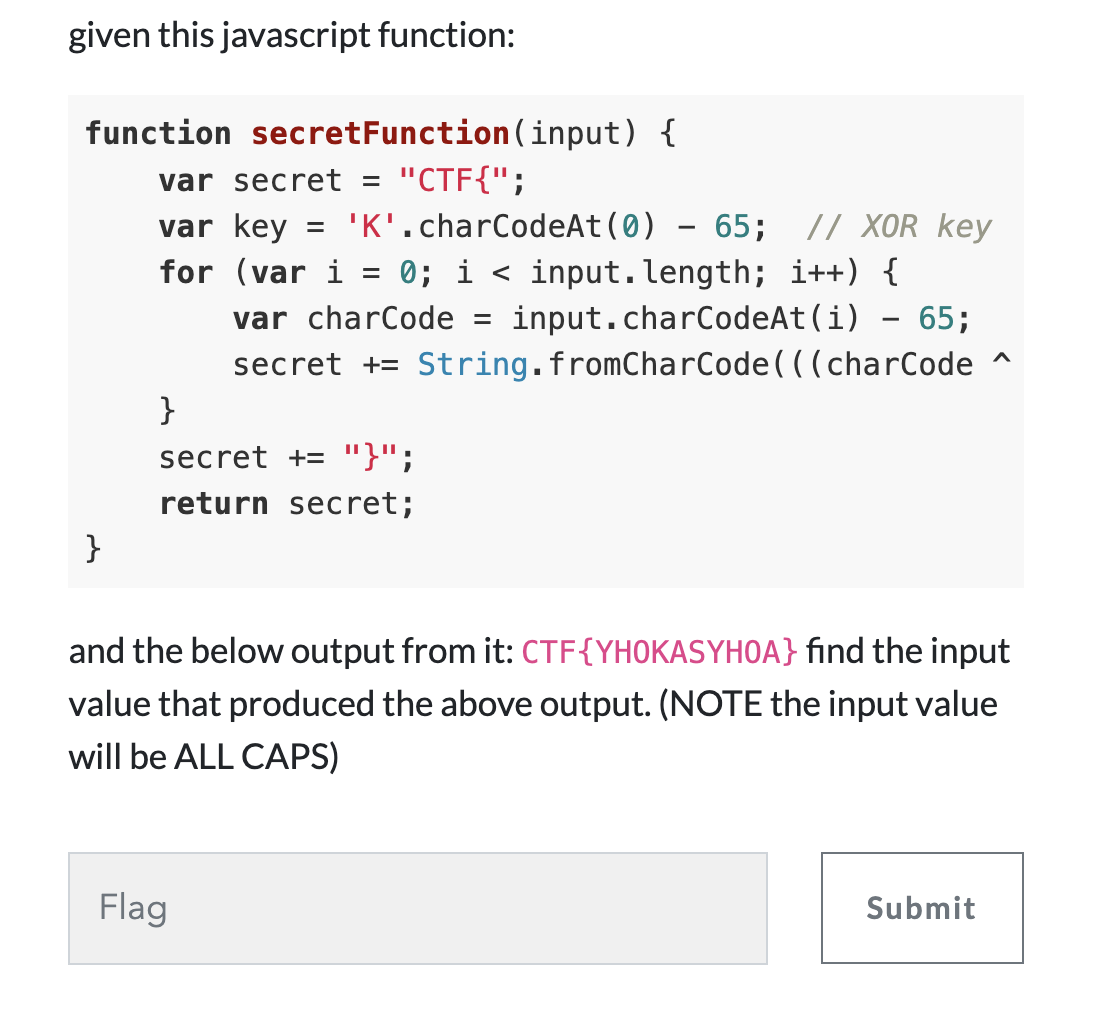 given this javascript function:
function secretFunction(input) {
    var secret = "CTF{";
    var key = 'K'.charCodeAt(0) - 65;  // XOR key
    for (var i = 0; i < input.length; i++) {
        var charCode = input.charCodeAt(i) - 65;
        secret += String.fromCharCode(((charCode ^
    }
    secret += "}";
    return secret;
}
and the below output from it: CTF{YHOKASYHOA} find the input
value that produced the above output. (NOTE the input value
will be ALL CAPS)
Flag
Submit